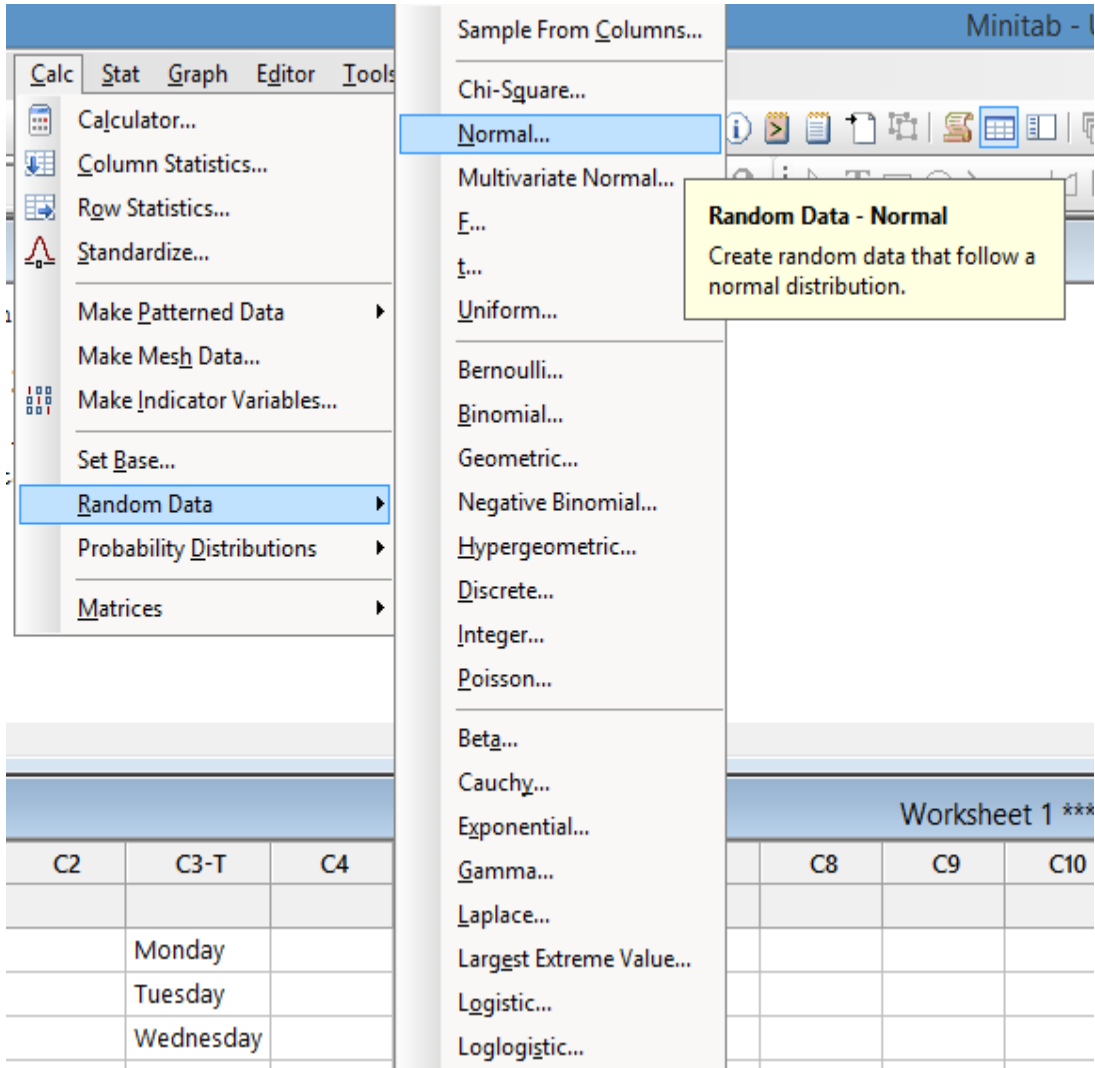 Minitab -
Calc Stat Graph Editor Tools
Calculator...
Column Statistics...
Row Statistics...
Standardize...
Make Patterned Data
Make Mesh Data...
Make Indicator Variables...
Set Base...
Random Data
Probability Distributions
Matrices
Sample From Columns...
Chi-Square...
Normal...
Multivariate Normal...
F...
t...
Uniform...
Bernoulli...
Binomial...
Geometric...
Negative Binomial...
Hypergeometric...
Discrete...
Integer...
Poisson...
Beta...
Cauchy...
Exponential...
Gamma...
Laplace...
Largest Extreme Value...
Logistic...
Loglogistic...
Random Data - Normal
Create random data that follow a
normal distribution.
Worksheet 1 ***
C2 C3-T C4 C8 C9 C10
Monday
Tuesday
Wednesday